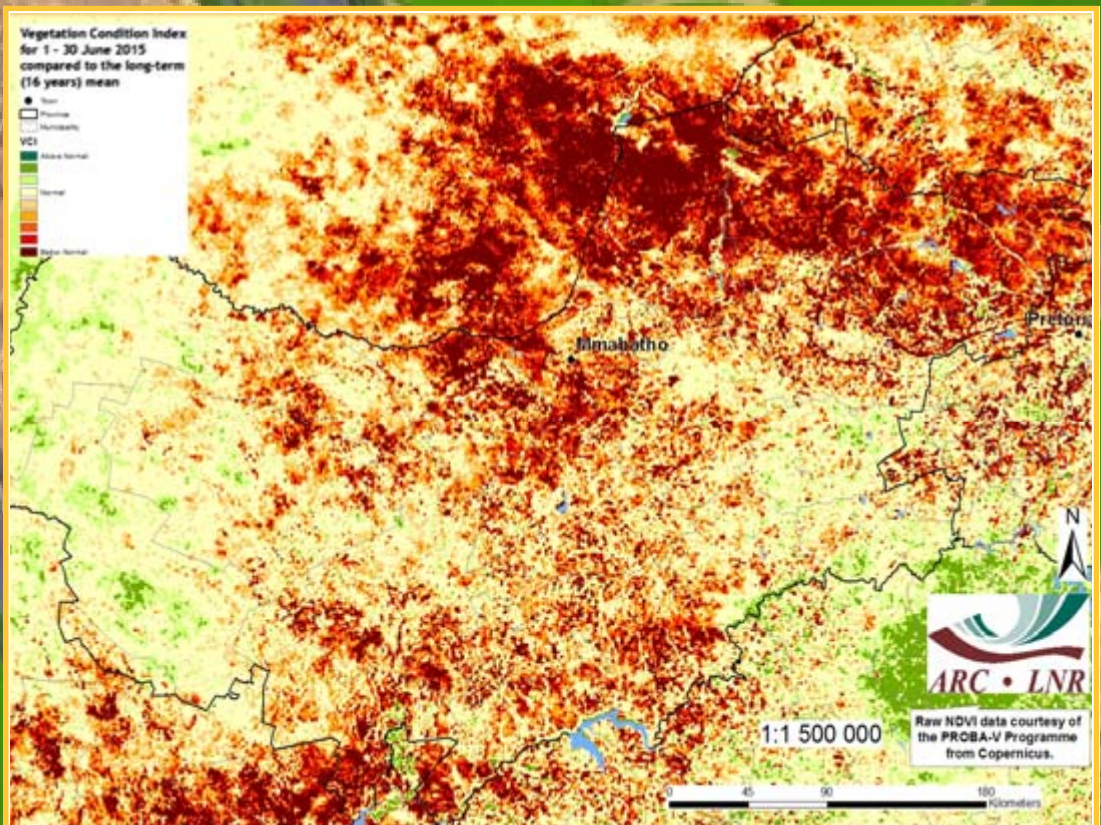 Vegetation Condition Index
for 1 - 30 June 2015
compared to the long-term
(16 years) mean
Town
Province
Municipality
VCI
Above Normal
Normal
Below Normal
Pretoria
Mmabatho
N
ARC • LNR
1:1 500 000
Raw NDVI data courtesy of
the PROBA-V Programme
from Copernicus.
0 45 90 180
Kilometers